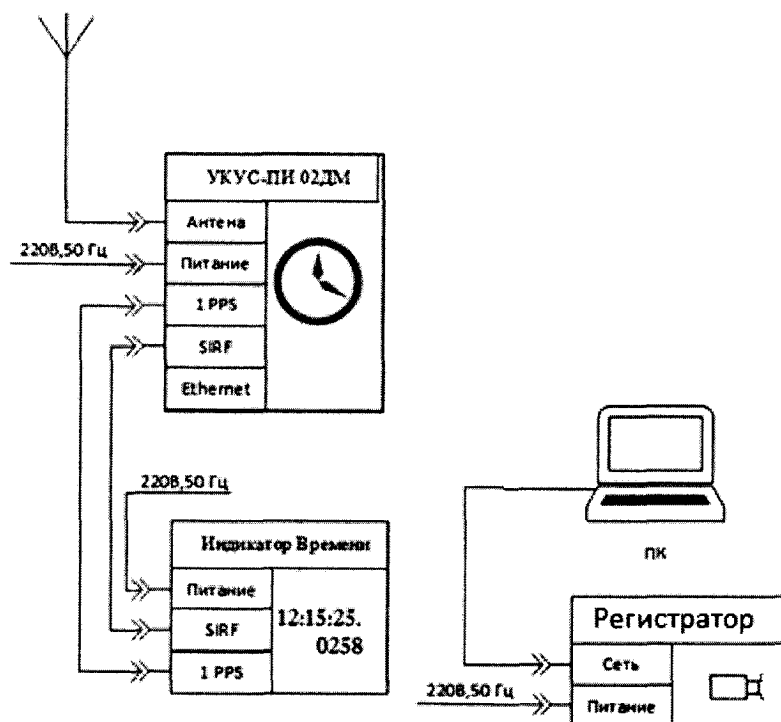 УКУС-ПИ 02ДМ
Антена
220В,50 Гц
Питание
1 PPS
SIRF
Ethernet
220В,50 Гц
Индикатор Времени
Питание
SIRF
1 PPS
12:15:25.
0258
ПК
Регистратор
Сеть
220В,50 Гц
Питание